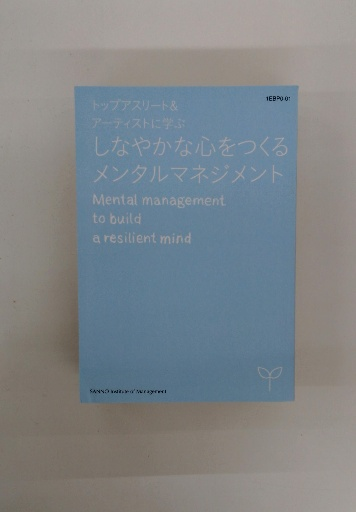 1EBP0-01
トップアスリート&
アーティストに学ぶ
しなやかな心をつくる
メンタルマネジメント
Mental management
to build
a resilient mind
SANNO Institute of Management